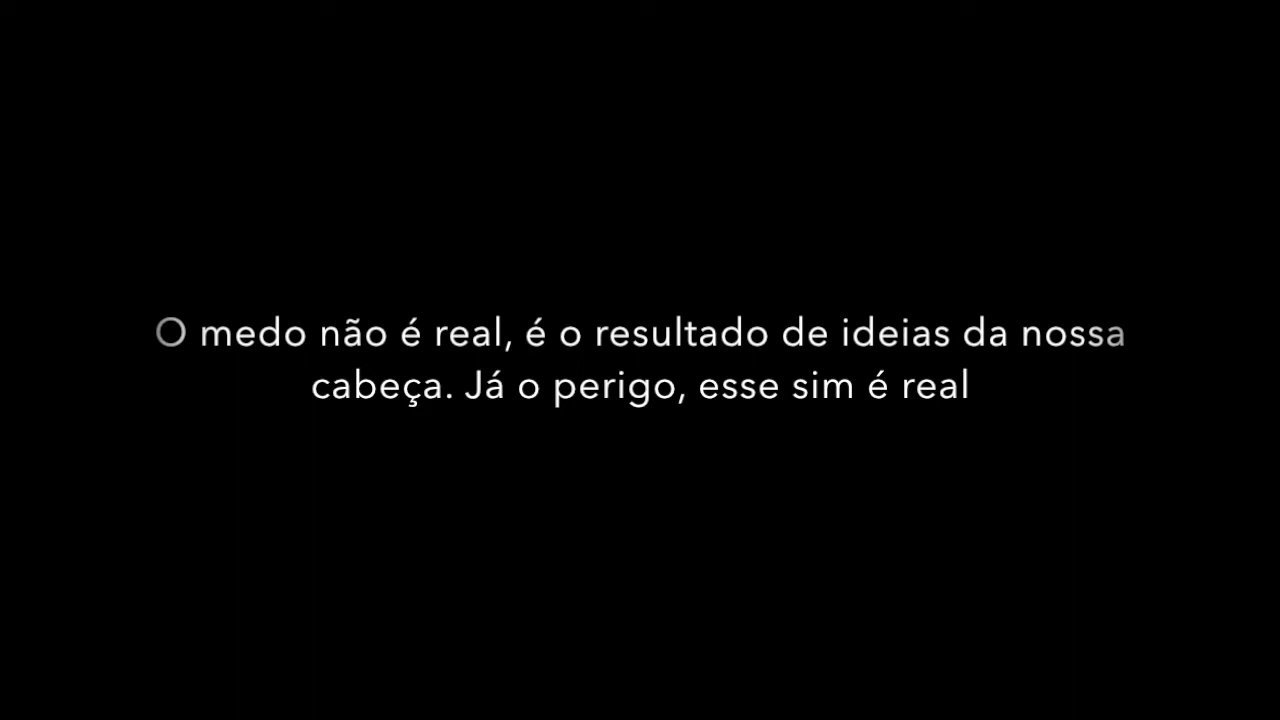 O medo não é real, é o resultado de ideias da nossa
cabeça. Já o perigo, esse sim é real